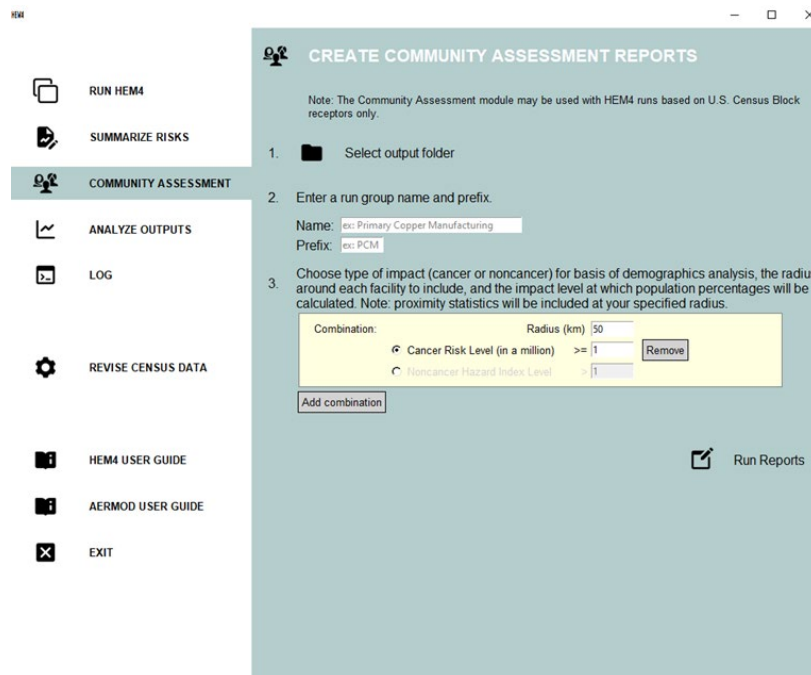 HEM4
RUN HEM4
SUMMARIZE RISKS
COMMUNITY ASSESSMENT
ANALYZE OUTPUTS
LOG
REVISE CENSUS DATA
HEM4 USER GUIDE
AERMOD USER GUIDE
EXIT
CREATE COMMUNITY ASSESSMENT REPORTS
Note: The Community Assessment module may be used with HEM4 runs based on U.S. Census Block
receptors only.
1. Select output folder
2. Enter a run group name and prefix.
Name: ex: Primary Copper Manufacturing
Prefix: ex: PCM
3. Choose type of impact (cancer or noncancer) for basis of demographics analysis, the radiu
around each facility to include, and the impact level at which population percentages will be
calculated. Note: proximity statistics will be included at your specified radius.
Combination: Radius (km) 50
Cancer Risk Level (in a million) >= 1 Remove
Noncancer Hazard Index Level > 1
Add combination
Run Reports